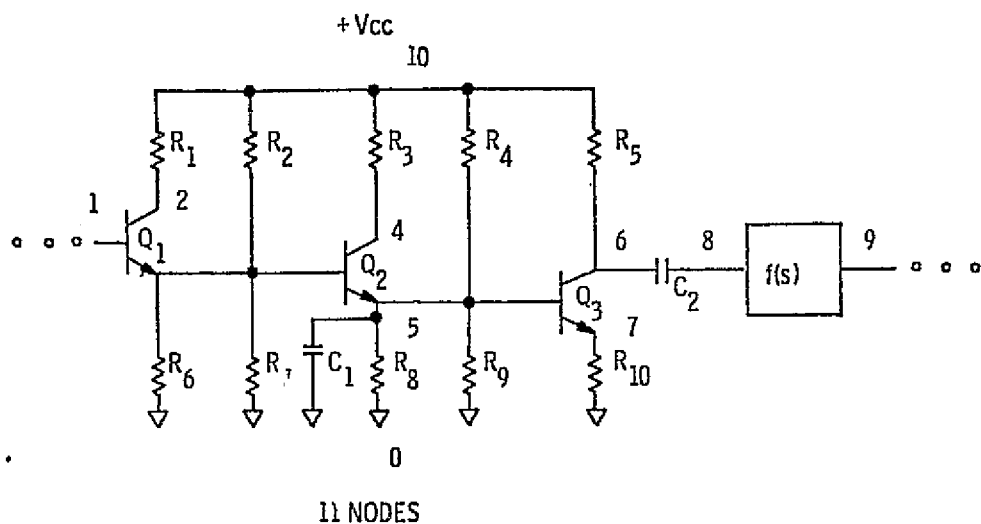 + Vcc
10
R1 R2 R3 R4 R5
1 2
Q1
4
Q2
6 8 9
f(s)
Q3 C2
5 7
R6 R7 C1 R8 R9 R10
0
11 NODES